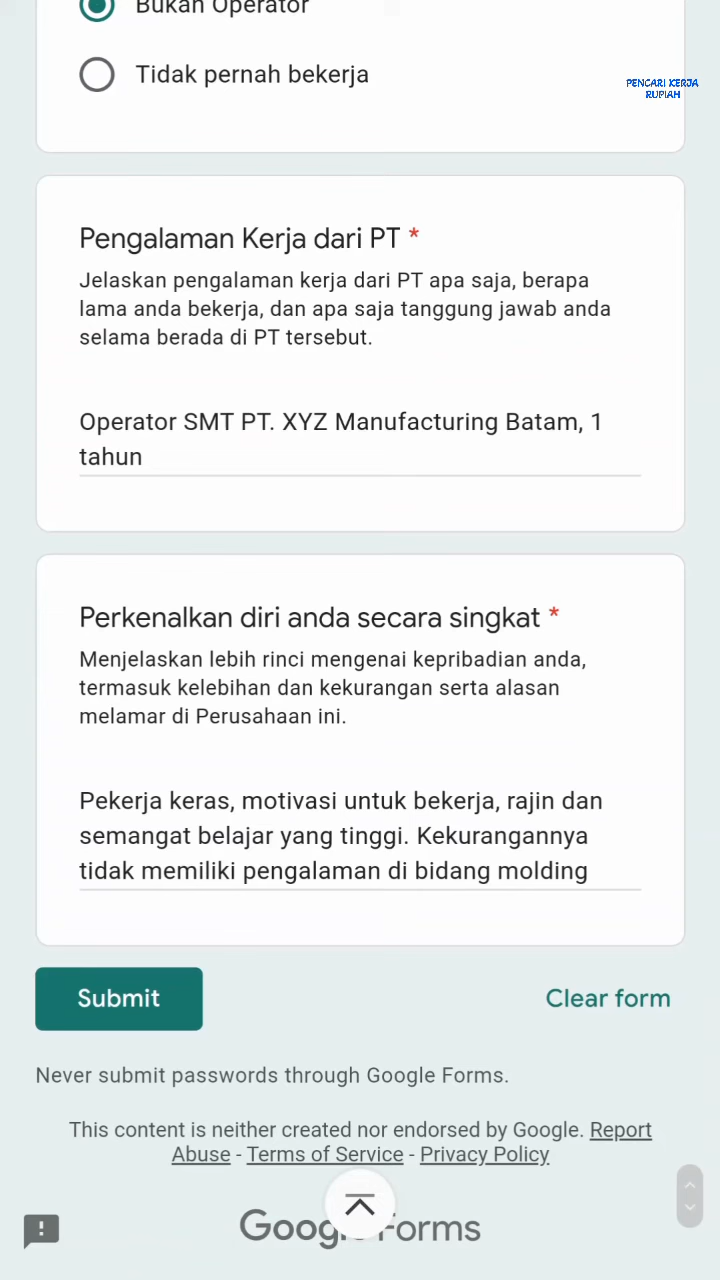 Bukan Operator
Tidak pernah bekerja
PENCARI KERJA
RUPIAH
Pengalaman Kerja dari PT *
Jelaskan pengalaman kerja dari PT apa saja, berapa
lama anda bekerja, dan apa saja tanggung jawab anda
selama berada di PT tersebut.
Operator SMT PT. XYZ Manufacturing Batam, 1
tahun
Perkenalkan diri anda secara singkat *
Menjelaskan lebih rinci mengenai kepribadian anda,
termasuk kelebihan dan kekurangan serta alasan
melamar di Perusahaan ini.
Pekerja keras, motivasi untuk bekerja, rajin dan
semangat belajar yang tinggi. Kekurangannya
tidak memiliki pengalaman di bidang molding
Submit
Clear form
Never submit passwords through Google Forms.
This content is neither created nor endorsed by Google. Report
Abuse - Terms of Service - Privacy Policy
Google Forms